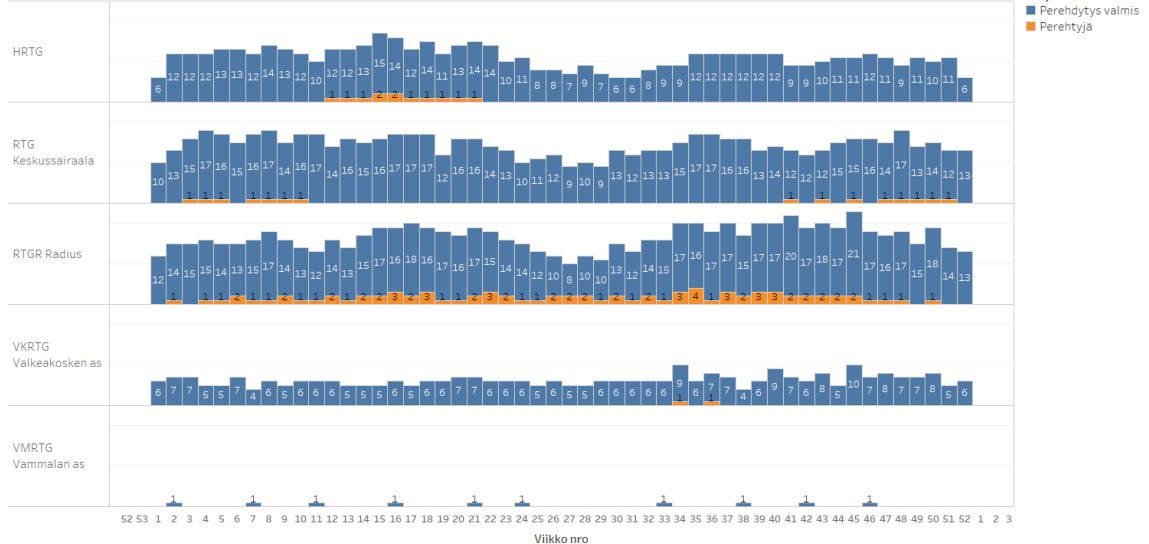 Perehdytys valmis
Perehtyjä
HRTG
6 12 12 12 13 13 12 14 13 12 10 12 12 13 15 14 12 14 11 13 14 14 10 11 8 8 7 9 7 6 6 8 9 9 12 12 12 12 12 12 9 9 10 11 11 12 11 9 11 10 11 6
1 1 1 2 2 1 1 1 1 1
RTG
Keskussairaala
10 13 15 17 16 15 16 17 14 16 17 14 16 15 16 17 17 17 12 16 16 14 13 10 11 12 9 10 9 13 12 13 13 15 17 17 16 16 13 14 12 12 12 15 15 16 14 17 13 14 12 13
1 1 1 1 1 1 1 1 1 1 1 1 1 1 1
RTGR Radius
12 14 15 15 14 13 15 17 14 13 12 14 13 15 17 16 18 16 17 16 17 15 14 14 12 10 8 10 10 13 12 14 15 17 16 17 17 15 17 17 20 17 18 17 21 17 16 17 15 18 14 13
1 1 1 2 1 1 2 1 1 2 1 2 2 3 2 3 1 1 2 3 2 1 1 2 2 2 1 2 1 2 1 3 4 1 3 2 3 3 2 2 2 2 2 1 1 1 1
VKRTG
Valkeakosken as
6 7 7 5 5 7 4 6 5 6 6 6 5 5 5 6 5 6 6 7 7 6 6 6 5 6 5 5 6 6 6 6 6 9 6 7 7 4 6 9 7 6 8 5 10 7 8 7 7 8 5 6
1 1
VMRTG
Vammalan as
1 1 1 1 1 1 1 1 1 1
52 53 1 2 3 4 5 6 7 8 9 10 11 12 13 14 15 16 17 18 19 20 21 22 23 24 25 26 27 28 29 30 31 32 33 34 35 36 37 38 39 40 41 42 43 44 45 46 47 48 49 50 51 52 1 2 3
Viikko nro